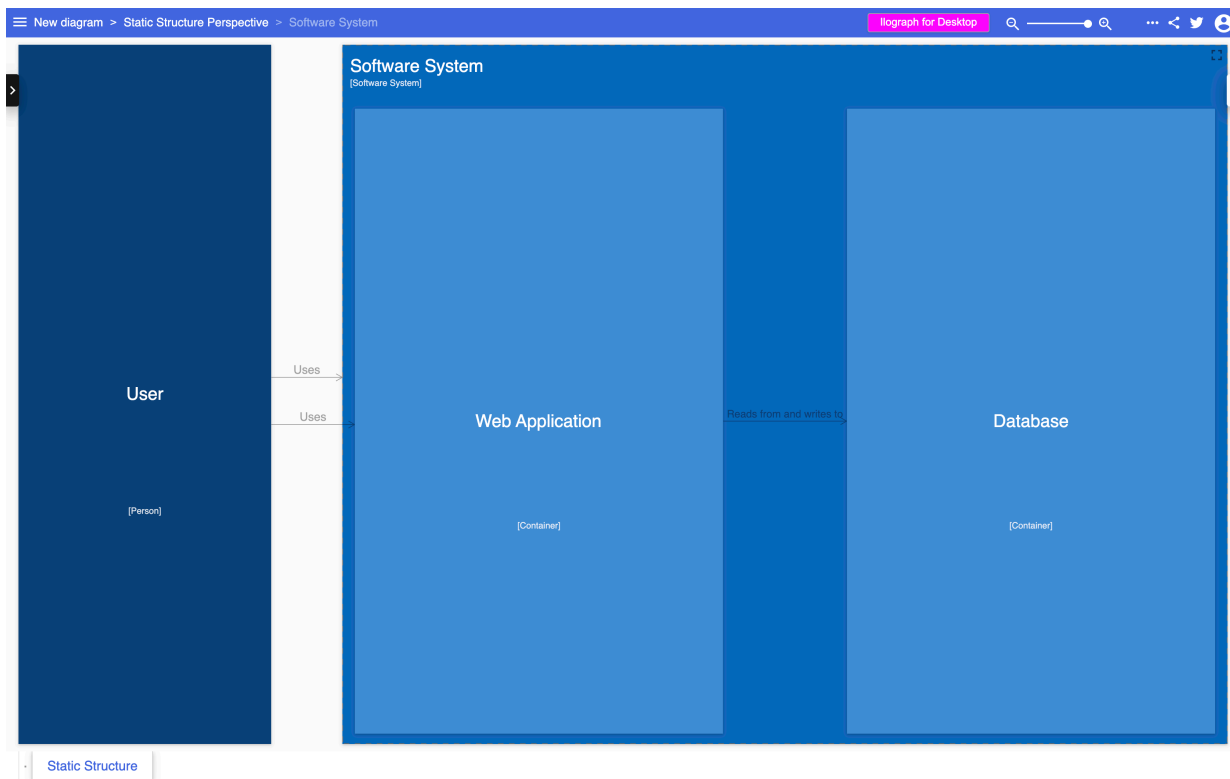 New diagram > Static Structure Perspective > Software System
Ilograph for Desktop
Software System
[Software System]
Uses
User
Uses
Web Application
Reads from and writes to
Database
[Person]
[Container]
[Container]
Static Structure